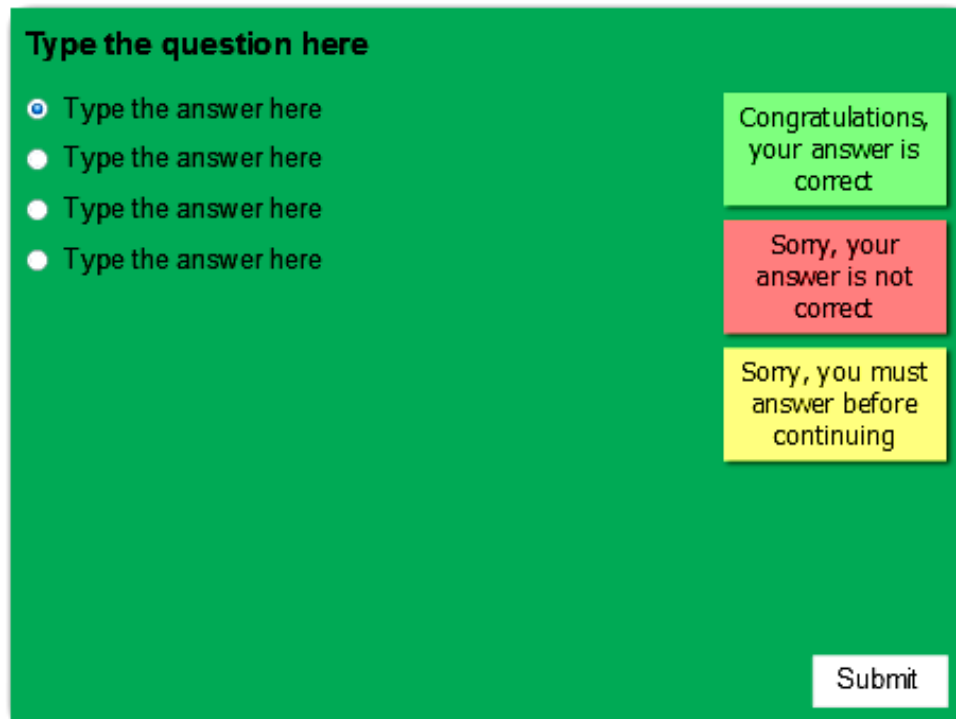 Type the question here
Type the answer here
Type the answer here
Type the answer here
Type the answer here
Congratulations,
your answer is
correct
Sorry, your
answer is not
correct
Sorry, you must
answer before
continuing
Submit